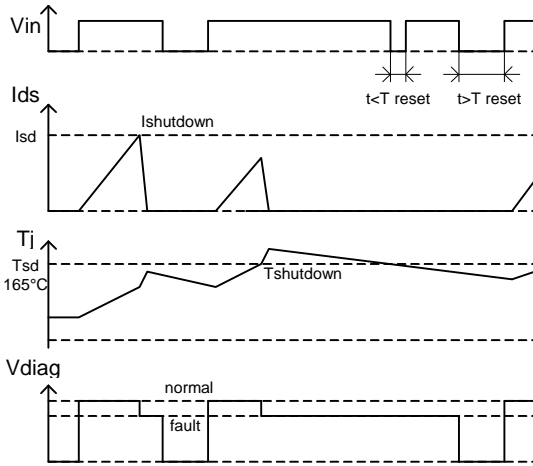 Vin
t<T reset
t>T reset
Ids
Ishutdown
Isd
Tj
Tsd
165°C
Tshutdown
Vdiag
normal
fault